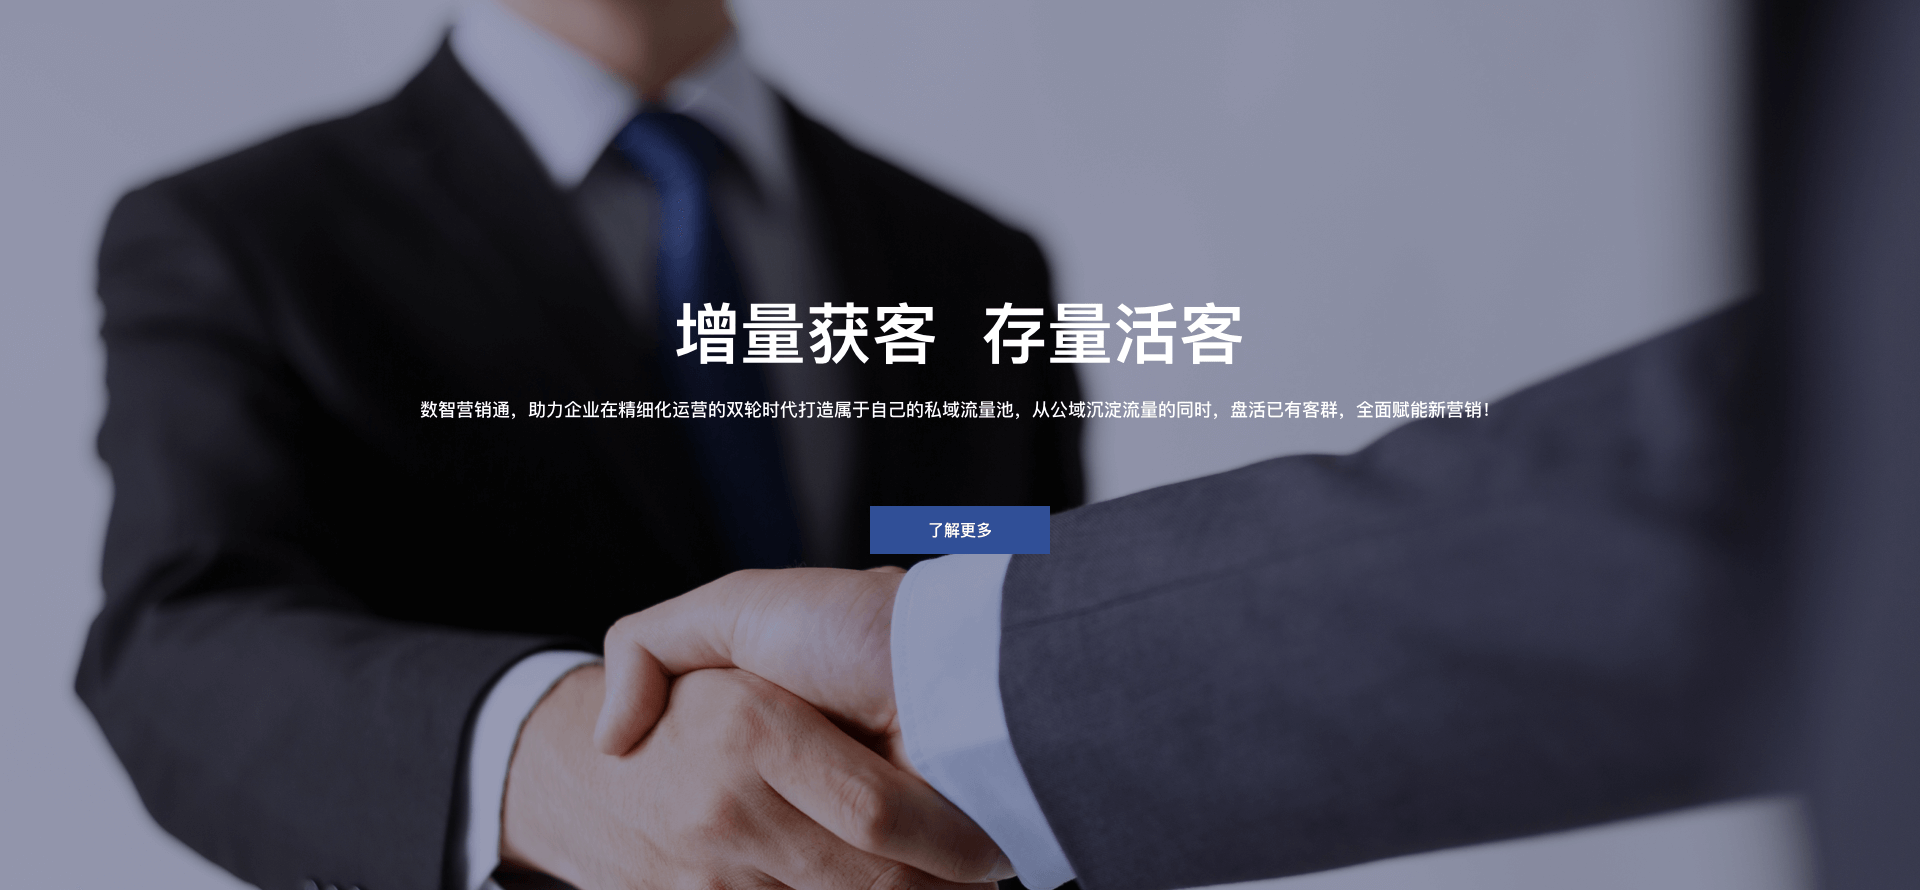 增量获客 存量活客
数智营销通，助力企业在精细化运营的双轮时代打造属于自己的私域流量池，从公域沉淀流量的同时，盘活已有客群，全面赋能新营销！
了解更多